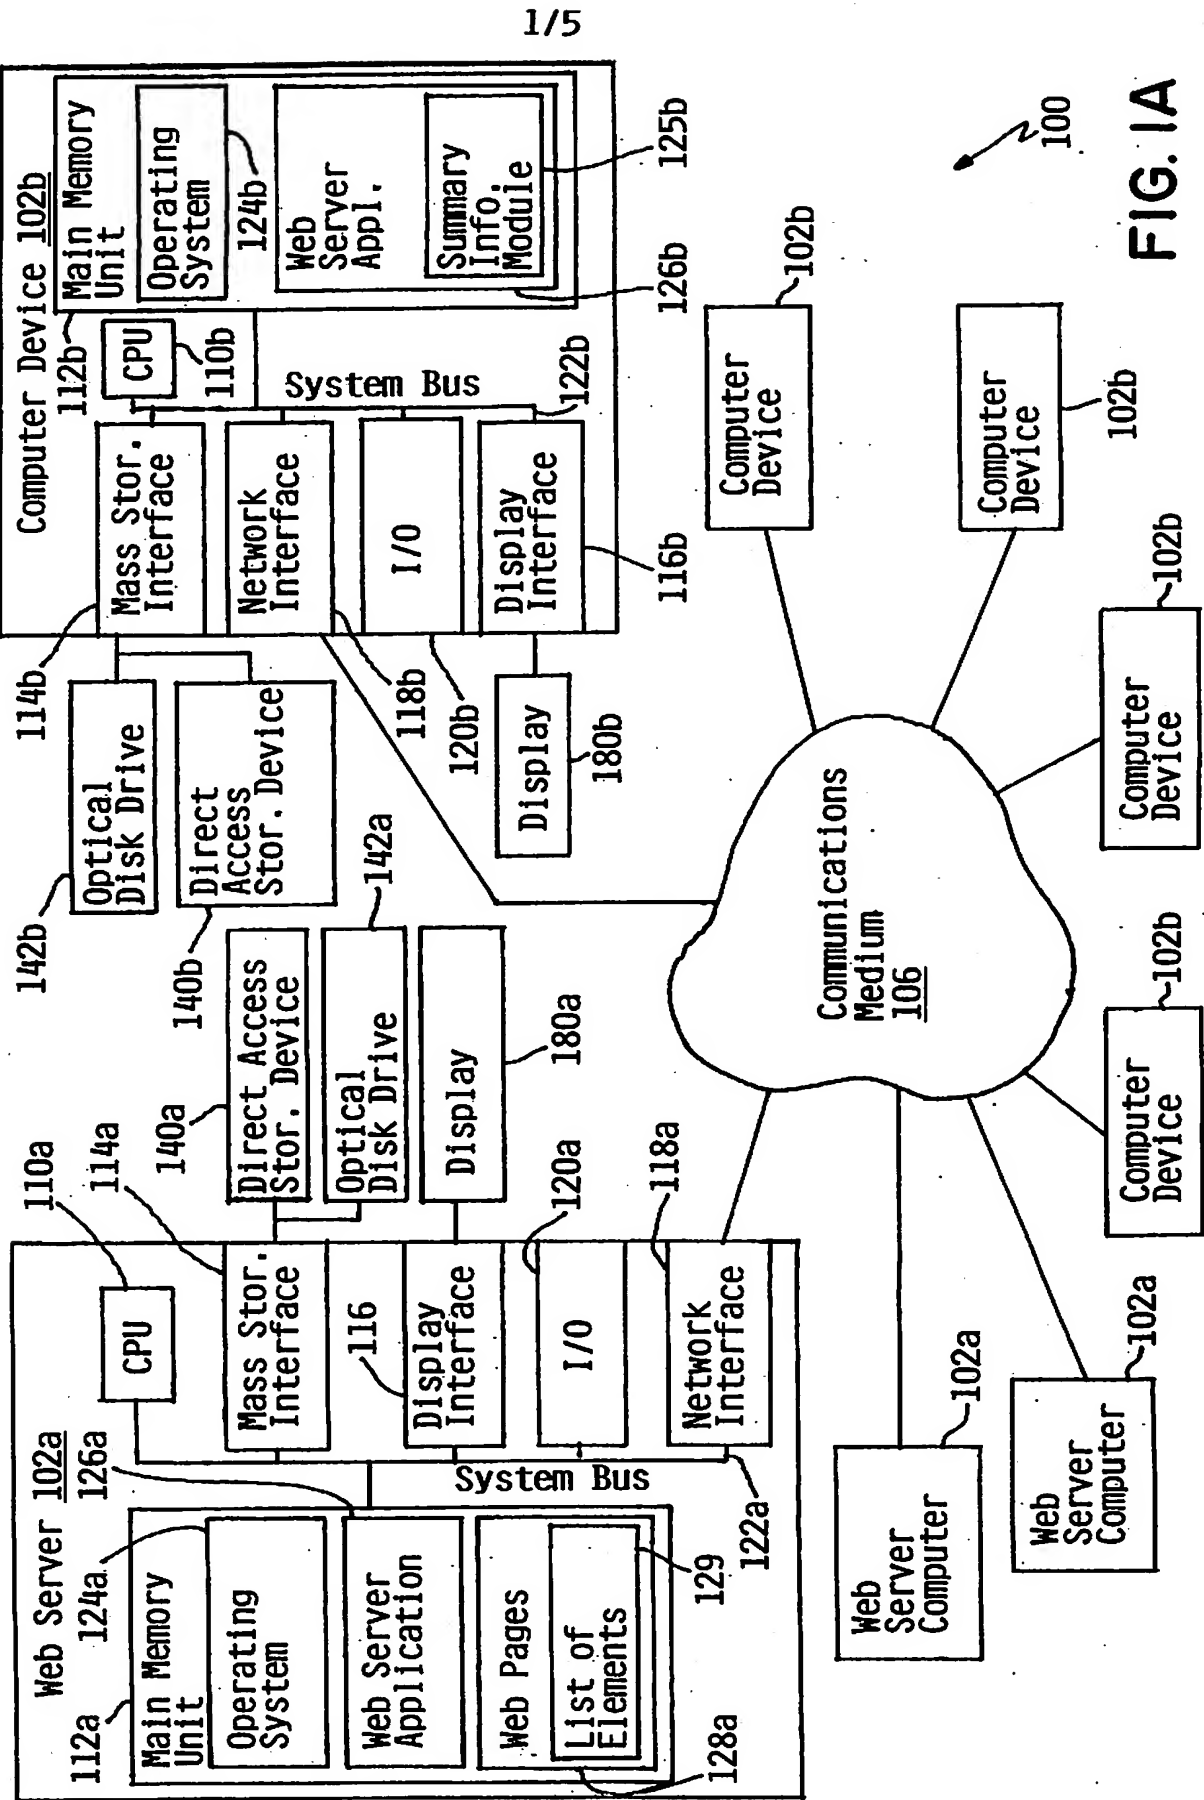 1/5
Web Server 102a
112a
Main Memory
Unit
124a
Operating
System
126a
Web Server
Application
Web Pages
List of
Elements
128a
129
CPU
110a
114a
Mass Stor.
Interface
116
Display
Interface
I/O
120a
Network
Interface
118a
System Bus
122a
140a
Direct Access
Stor. Device
Optical
Disk Drive
142a
Display
180a
Computer Device 102b
112b
Main Memory
Unit
Operating
System
124b
Web
Server
Appl.
Summary
Info.
Module
125b
126b
CPU
110b
System Bus
122b
114b
Mass Stor.
Interface
Network
Interface
118b
I/O
120b
Display
Interface
116b
142b
Optical
Disk Drive
140b
Direct
Access
Stor. Device
Display
180b
Communications
Medium
106
Web
Server
Computer
102a
Web
Server
Computer
102a
Computer
Device
102b
Computer
Device
102b
Computer
Device
102b
Computer
Device
102b
100
FIG. 1A